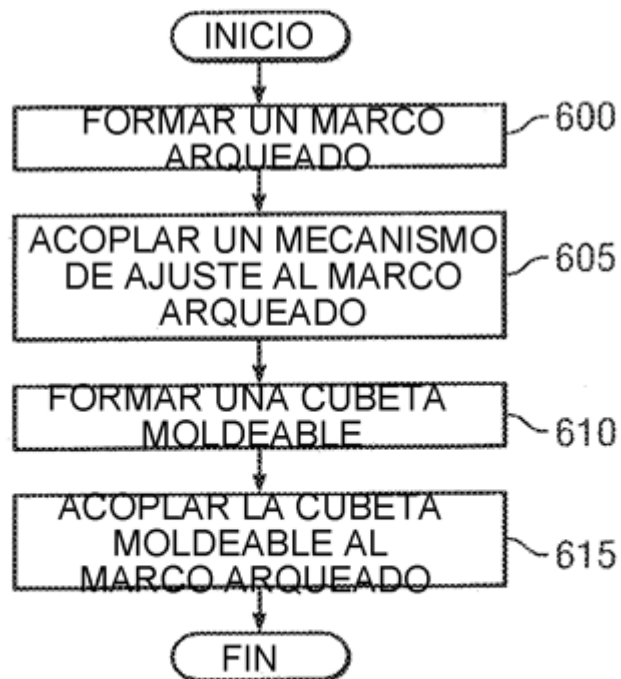 INICIO
FORMAR UN MARCO
ARQUEADO
600
ACOPLAR UN MECANISMO
DE AJUSTE AL MARCO
ARQUEADO
605
FORMAR UNA CUBETA
MOLDEABLE
610
ACOPLAR LA CUBETA
MOLDEABLE AL
MARCO ARQUEADO
615
FIN